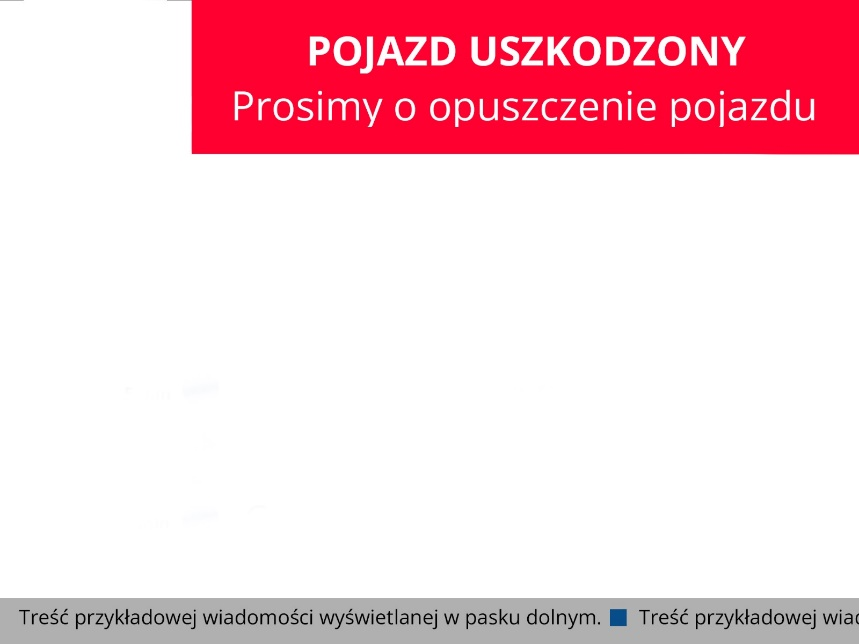 POJAZD USZKODZONY
Prosimy o opuszczenie pojazdu
Treść przykładowej wiadomości wyświetlanej w pasku dolnym. Treść przykładowej